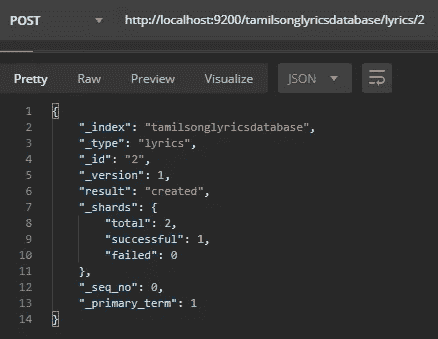 POST http://localhost:9200/tamilsonglyricsdatabase/lyrics/2
Pretty Raw Preview Visualize JSON
1 {
2 "_index": "tamilsonglyricsdatabase",
3 "_type": "lyrics",
4 "_id": "2",
5 "_version": 1,
6 "result": "created",
7 "_shards": {
8 "total": 2,
9 "successful": 1,
10 "failed": 0
11 },
12 "_seq_no": 0,
13 "_primary_term": 1
14 }